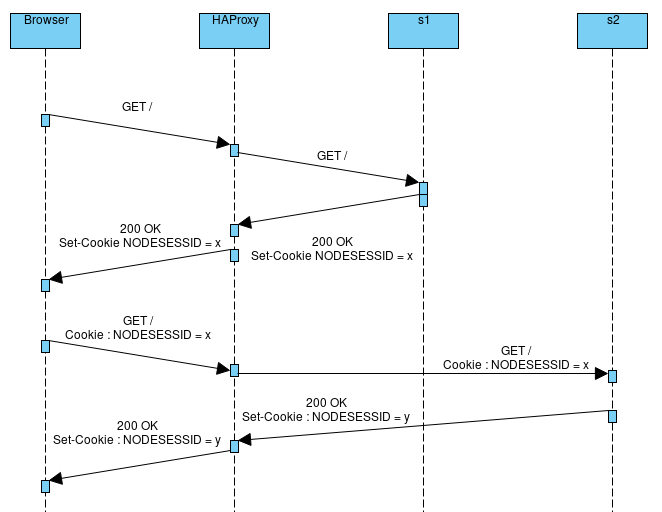 Browser
HAProxy
s1
s2
GET /
GET /
200 OK
Set-Cookie NODESESSID = x
200 OK
Set-Cookie NODESESSID = x
GET /
Cookie : NODESESSID = x
GET /
Cookie : NODESESSID = x
200 OK
Set-Cookie : NODESESSID = y
200 OK
Set-Cookie : NODESESSID = y